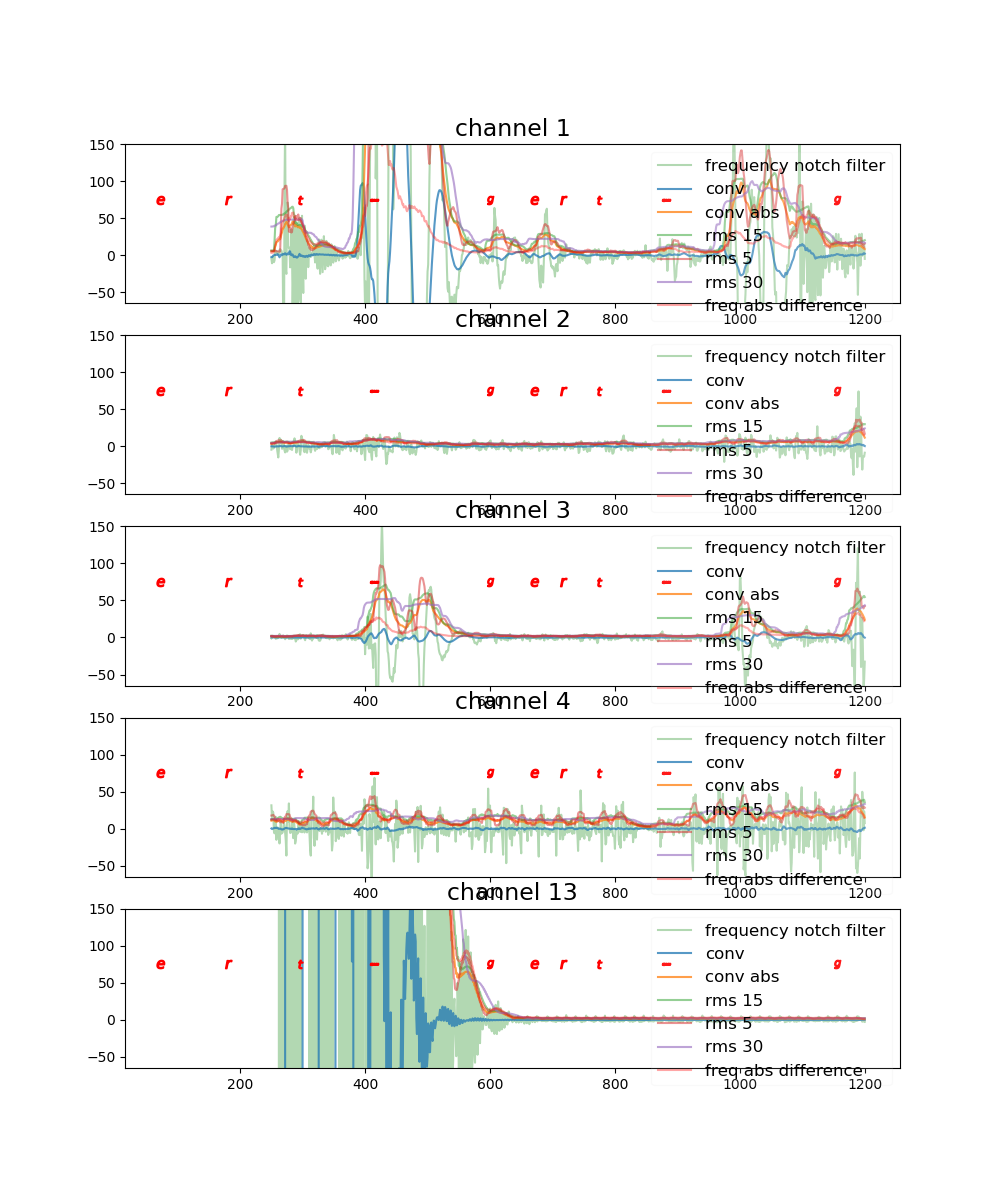 channel 1
150
100
50
0
−50
e r t - g e r t - g
frequency notch filter
conv
conv abs
rms 15
rms 5
rms 30
freq abs difference
200 400 600 800 1000 1200
channel 2
150
100
50
0
−50
e r t - g e r t - g
frequency notch filter
conv
conv abs
rms 15
rms 5
rms 30
freq abs difference
200 400 600 800 1000 1200
channel 3
150
100
50
0
−50
e r t - g e r t - g
frequency notch filter
conv
conv abs
rms 15
rms 5
rms 30
freq abs difference
200 400 600 800 1000 1200
channel 4
150
100
50
0
−50
e r t - g e r t - g
frequency notch filter
conv
conv abs
rms 15
rms 5
rms 30
freq abs difference
200 400 600 800 1000 1200
channel 13
150
100
50
0
−50
e r t - g e r t - g
frequency notch filter
conv
conv abs
rms 15
rms 5
rms 30
freq abs difference
200 400 600 800 1000 1200